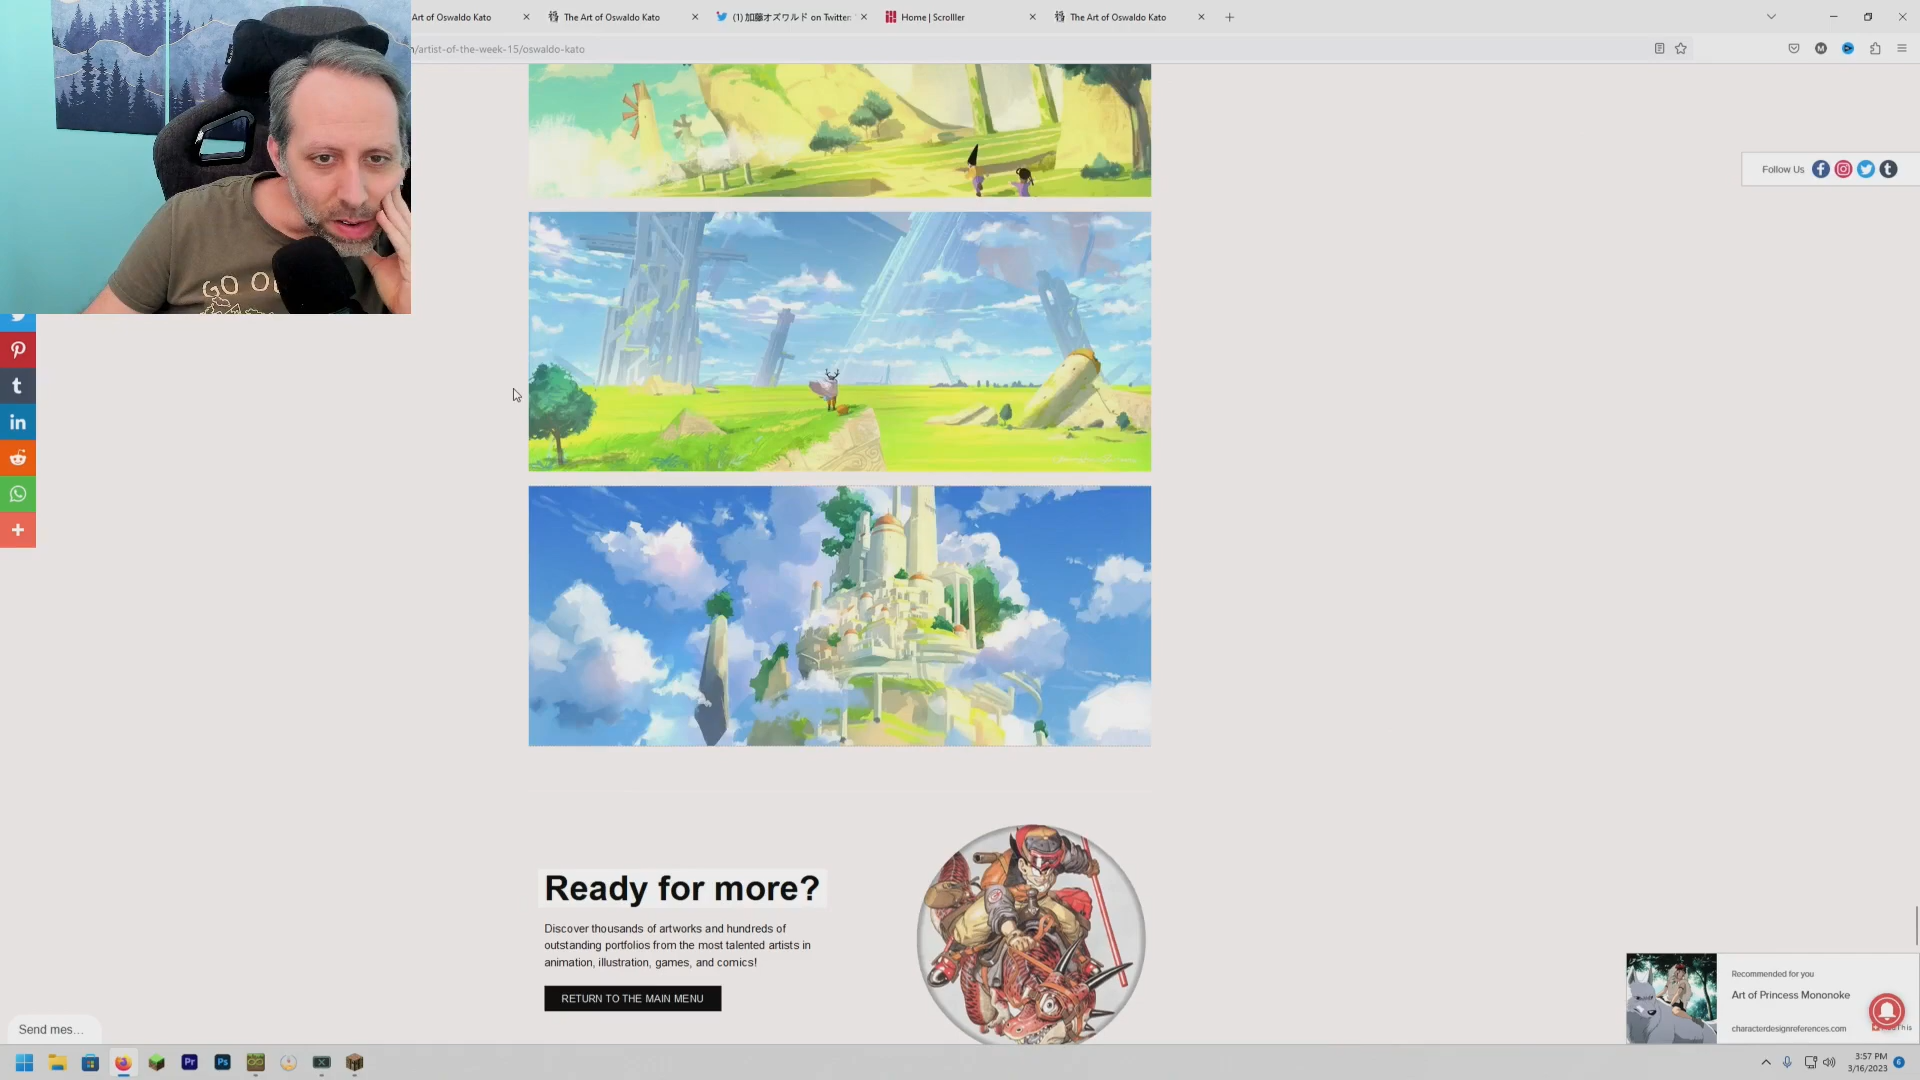 Art of Oswaldo Kato
The Art of Oswaldo Kato
(1) 加藤オズワルド on Twitter:
Home | Scrolller
The Art of Oswaldo Kato
/artist-of-the-week-15/oswaldo-kato
GO OU
Follow Us
Ready for more?
Discover thousands of artworks and hundreds of
outstanding portfolios from the most talented artists in
animation, illustration, games, and comics!
RETURN TO THE MAIN MENU
Recommended for you
Art of Princess Mononoke
characterdesignreferences.com
Send mes...
Pr
Ps
3:57 PM
3/16/2023
6